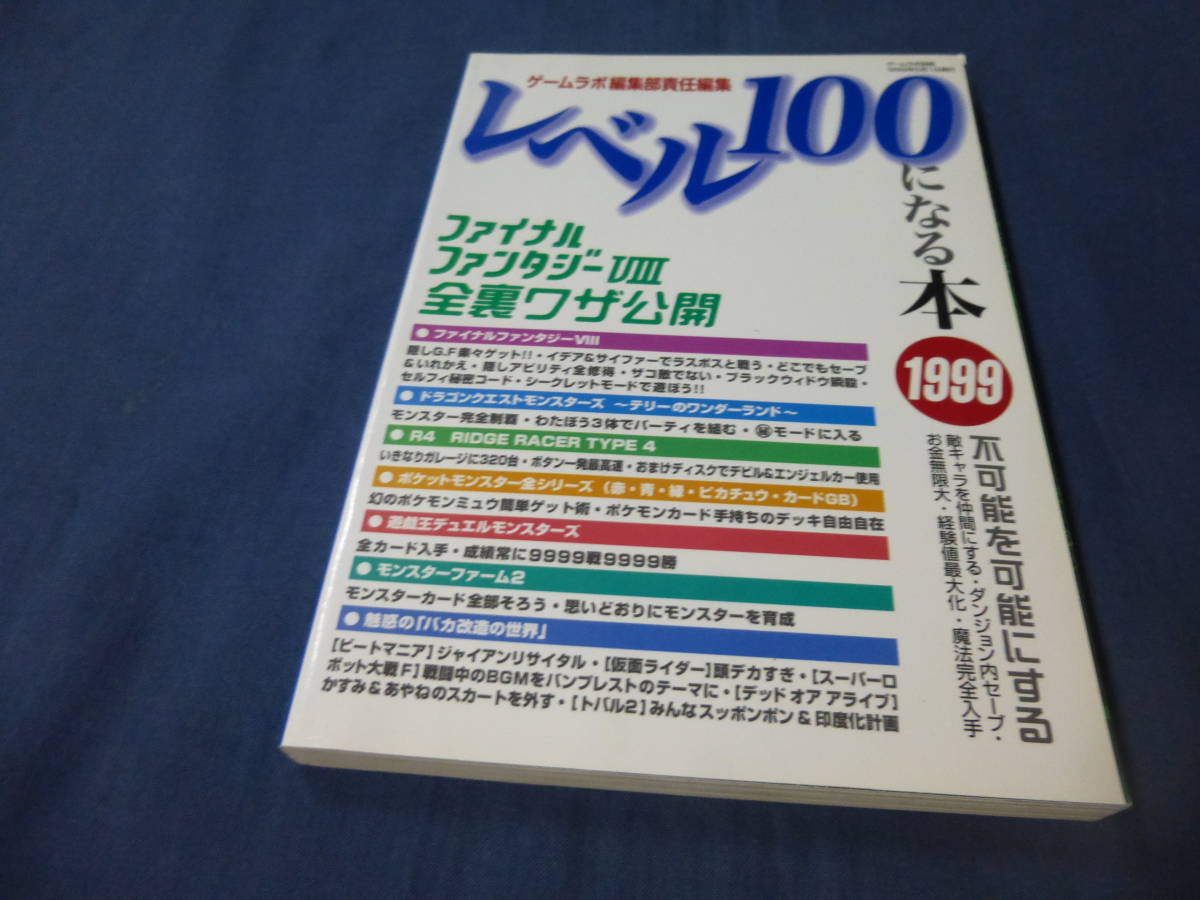 ゲームラボ編集部責任編集
レベル100になる本
1999
ファイナル
ファンタジーVIII
全裏ワザ公開
● ファイナルファンタジーVIII
隠しG.F楽々ゲット!!・イデア&サイファーでラスボスと戦う・どこでもセーブ
&いれかえ・隠しアビリティ全修得・ザコ敵でない・ブラックウィドウ瞬殺・
セルフィ秘密コード・シークレットモードで遊ぼう!!
● ドラゴンクエストモンスターズ ～テリーのワンダーランド～
モンスター完全制覇・わたぼう3体でパーティを組む・㊙モードに入る
● R4 RIDGE RACER TYPE 4
いきなりガレージに320台・ボタン一発最高速・おまけディスクでデビル&エンジェルカー使用
● ポケットモンスター全シリーズ（赤・青・緑・ピカチュウ・カードGB）
幻のポケモンミュウ簡単ゲット術・ポケモンカード手持ちのデッキ自由自在
● 遊戯王デュエルモンスターズ
全カード入手・成績常に9999戦9999勝
● モンスターファーム2
モンスターカード全部そろう・思いどおりにモンスターを育成
● 魅惑の「バカ改造の世界」
[ビートマニア]ジャイアンリサイタル・[仮面ライダー]頭デカすぎ・[スーパーロ
ボット大戦F]戦闘中のBGMをバンプレストのテーマに・[デッド オア アライブ]
かすみ&あやねのスカートを外す・[トバル2]みんなスッポンポン&印度化計画
不可能を可能にする
敵キャラを仲間にする・ダンジョン内セーブ・
お金無限大・経験値最大化・魔法完全入手